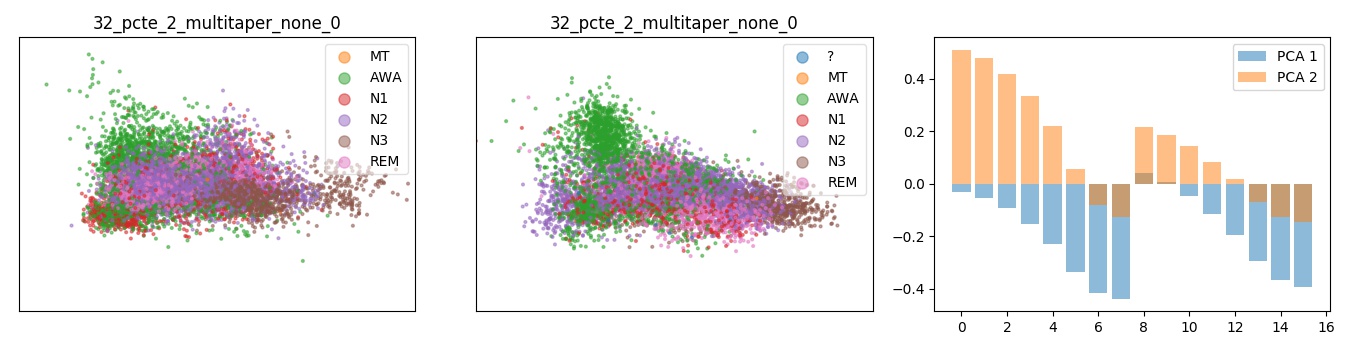 32_pcte_2_multitaper_none_0
MT
AWA
N1
N2
N3
REM
32_pcte_2_multitaper_none_0
?
MT
AWA
N1
N2
N3
REM
PCA 1
PCA 2
0.4
0.2
0.0
−0.2
−0.4
0 2 4 6 8 10 12 14 16